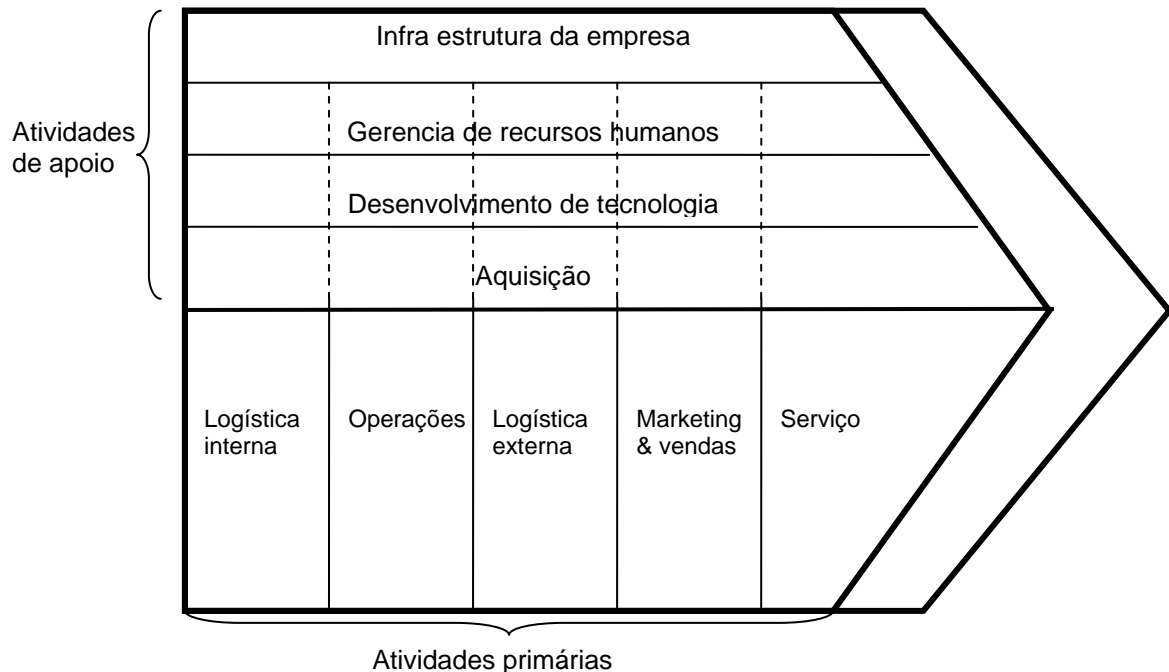 Infra estrutura da empresa
Atividades
de apoio
Gerencia de recursos humanos
Desenvolvimento de tecnologia
Aquisição
Logística
interna
Operações
Logística
externa
Marketing
& vendas
Serviço
Atividades primárias